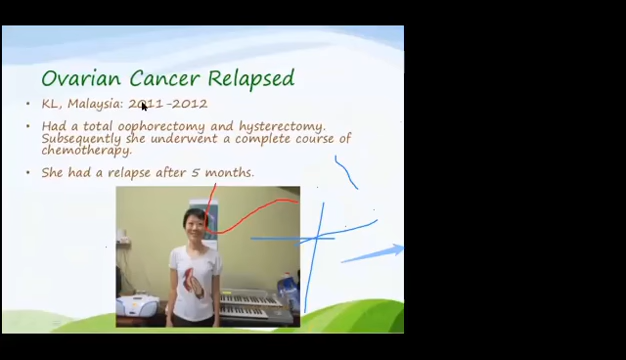 Ovarian Cancer Relapsed
• KL, Malaysia: 2011-2012
• Had a total oophorectomy and hysterectomy.
Subsequently she underwent a complete course of
chemotherapy.
• She had a relapse after 5 months.